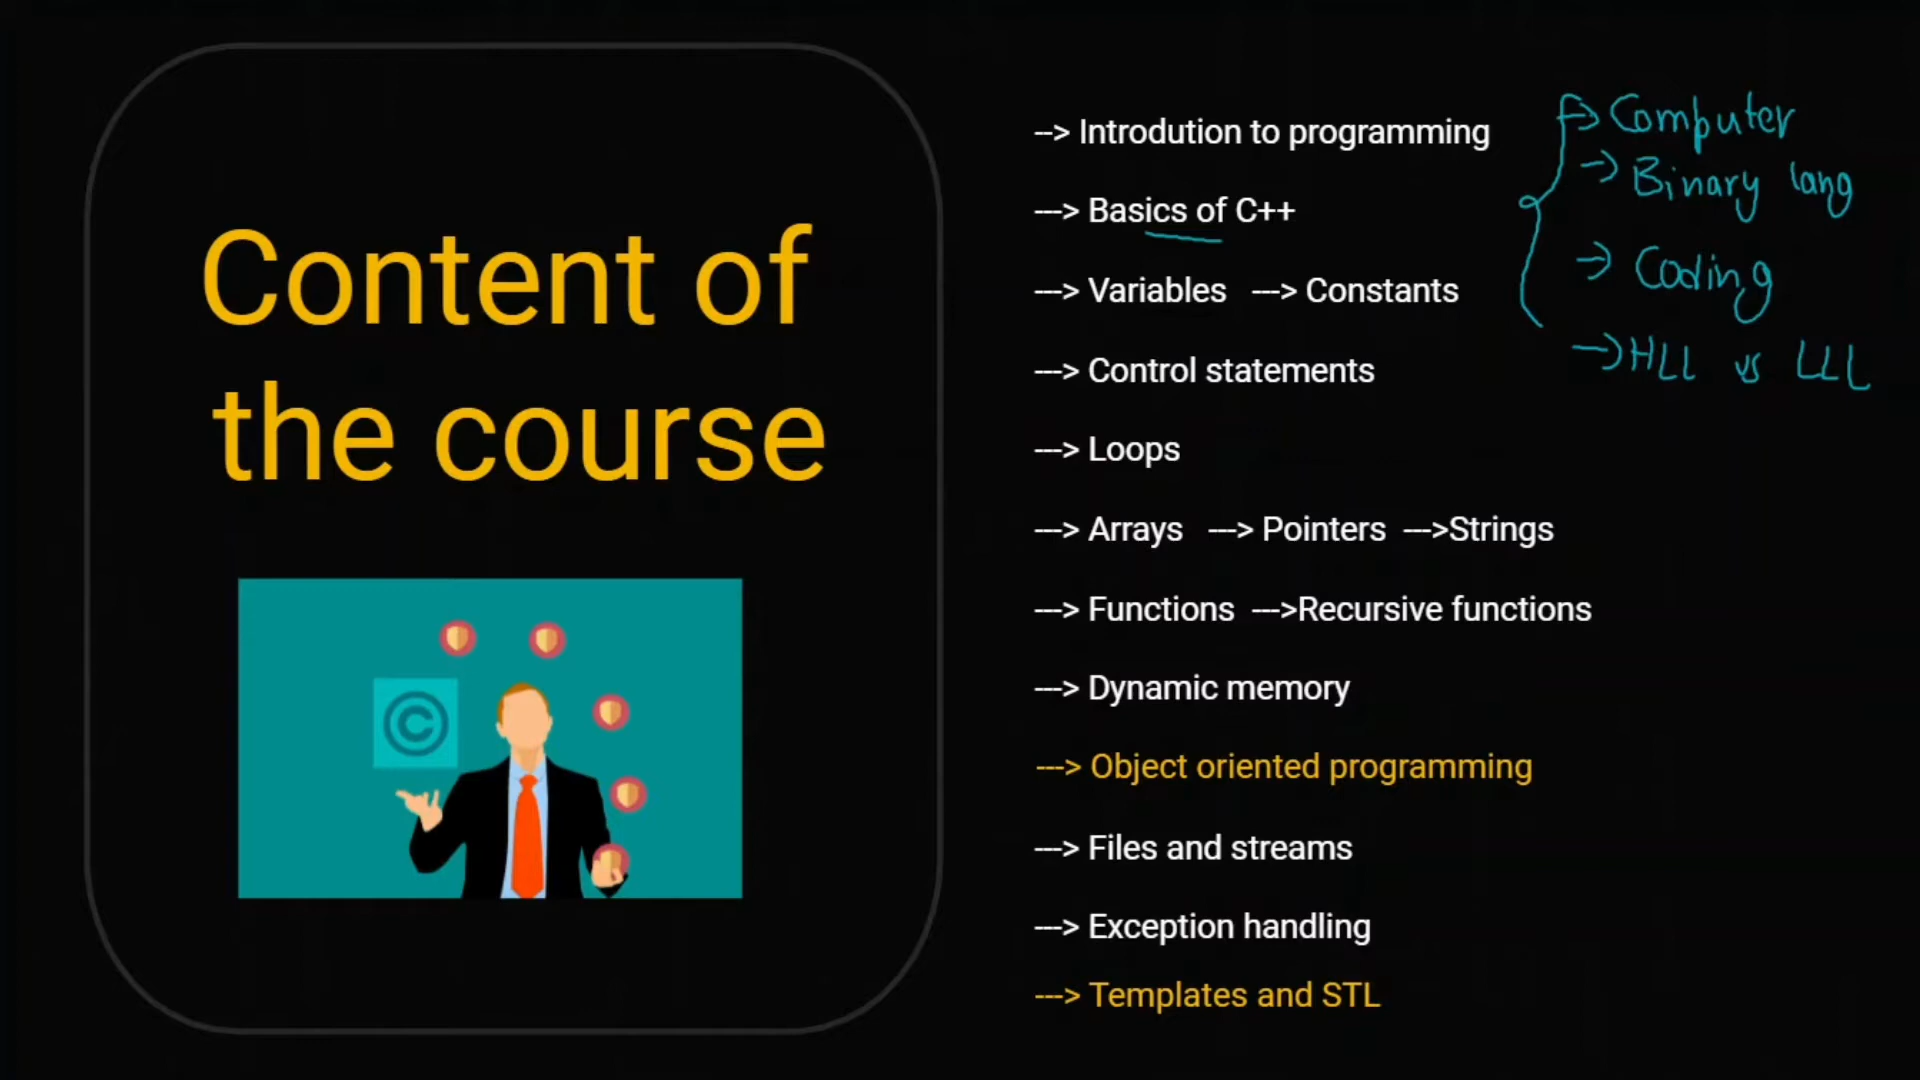 Content of
the course
--> Introdution to programming
---> Basics of C++
---> Variables ---> Constants
---> Control statements
---> Loops
---> Arrays ---> Pointers --->Strings
---> Functions --->Recursive functions
---> Dynamic memory
---> Object oriented programming
---> Files and streams
---> Exception handling
---> Templates and STL
→ Computer
→ Binary lang
→ Coding
→ HLL vs LLL
©